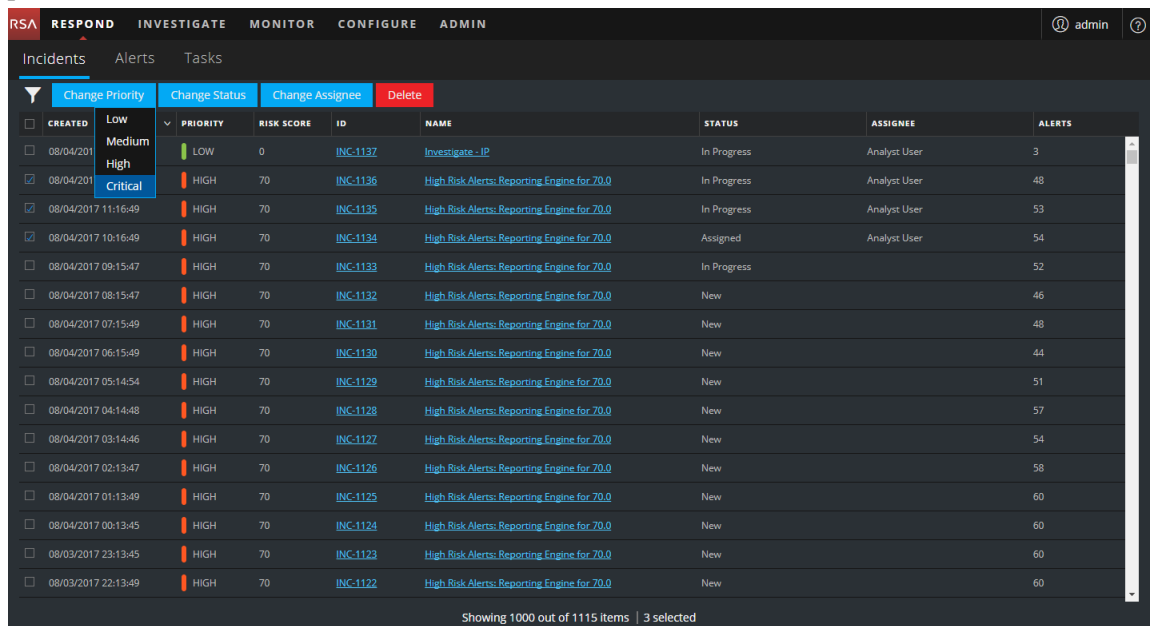 RSA RESPOND INVESTIGATE MONITOR CONFIGURE ADMIN admin ?
Incidents Alerts Tasks
Change Priority Change Status Change Assignee Delete
Low
Medium
High
Critical
CREATED PRIORITY RISK SCORE ID NAME STATUS ASSIGNEE ALERTS
08/04/201 LOW 0 INC-1137 Investigate - IP In Progress Analyst User 3
08/04/201 HIGH 70 INC-1136 High Risk Alerts: Reporting Engine for 70.0 In Progress Analyst User 48
08/04/2017 11:16:49 HIGH 70 INC-1135 High Risk Alerts: Reporting Engine for 70.0 In Progress Analyst User 53
08/04/2017 10:16:49 HIGH 70 INC-1134 High Risk Alerts: Reporting Engine for 70.0 Assigned Analyst User 54
08/04/2017 09:15:47 HIGH 70 INC-1133 High Risk Alerts: Reporting Engine for 70.0 In Progress 52
08/04/2017 08:15:47 HIGH 70 INC-1132 High Risk Alerts: Reporting Engine for 70.0 New 46
08/04/2017 07:15:49 HIGH 70 INC-1131 High Risk Alerts: Reporting Engine for 70.0 New 48
08/04/2017 06:15:49 HIGH 70 INC-1130 High Risk Alerts: Reporting Engine for 70.0 New 44
08/04/2017 05:14:54 HIGH 70 INC-1129 High Risk Alerts: Reporting Engine for 70.0 New 51
08/04/2017 04:14:48 HIGH 70 INC-1128 High Risk Alerts: Reporting Engine for 70.0 New 57
08/04/2017 03:14:46 HIGH 70 INC-1127 High Risk Alerts: Reporting Engine for 70.0 New 54
08/04/2017 02:13:47 HIGH 70 INC-1126 High Risk Alerts: Reporting Engine for 70.0 New 58
08/04/2017 01:13:49 HIGH 70 INC-1125 High Risk Alerts: Reporting Engine for 70.0 New 60
08/04/2017 00:13:45 HIGH 70 INC-1124 High Risk Alerts: Reporting Engine for 70.0 New 60
08/03/2017 23:13:45 HIGH 70 INC-1123 High Risk Alerts: Reporting Engine for 70.0 New 60
08/03/2017 22:13:49 HIGH 70 INC-1122 High Risk Alerts: Reporting Engine for 70.0 New 60
Showing 1000 out of 1115 items | 3 selected